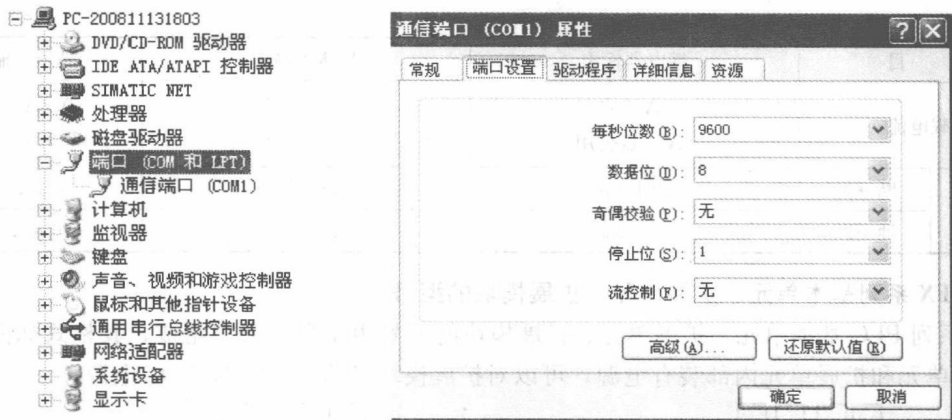 PC-200811131803
DVD/CD-ROM 驱动器
IDE ATA/ATAPI 控制器
SIMATIC NET
处理器
磁盘驱动器
端口 (COM 和 LPT)
通信端口 (COM1)
计算机
监视器
键盘
声音、视频和游戏控制器
鼠标和其他指针设备
通用串行总线控制器
网络适配器
系统设备
显示卡
通信端口 (COM1) 属性
常规 端口设置 驱动程序 详细信息 资源
每秒位数(B): 9600
数据位(D): 8
奇偶校验(P): 无
停止位(S): 1
流控制(F): 无
高级(A)... 还原默认值(R)
确定 取消